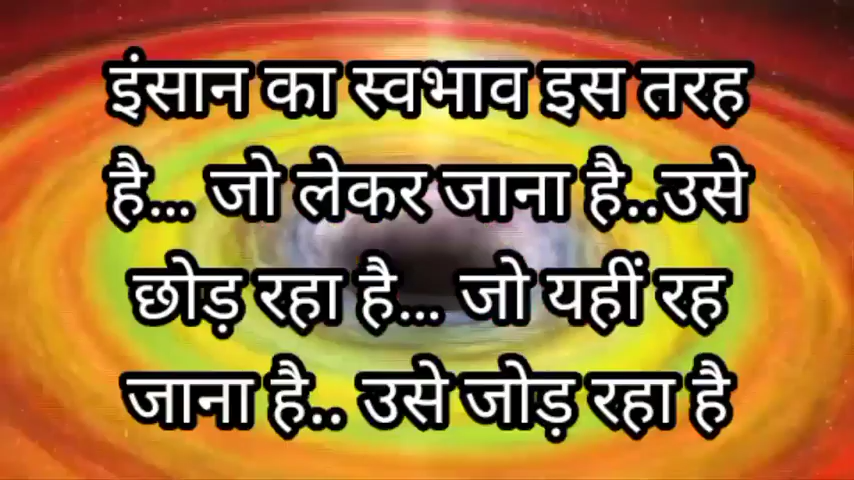 इंसान का स्वभाव इस तरह
है... जो लेकर जाना है..उसे
छोड़ रहा है... जो यहीं रह
जाना है.. उसे जोड़ रहा है